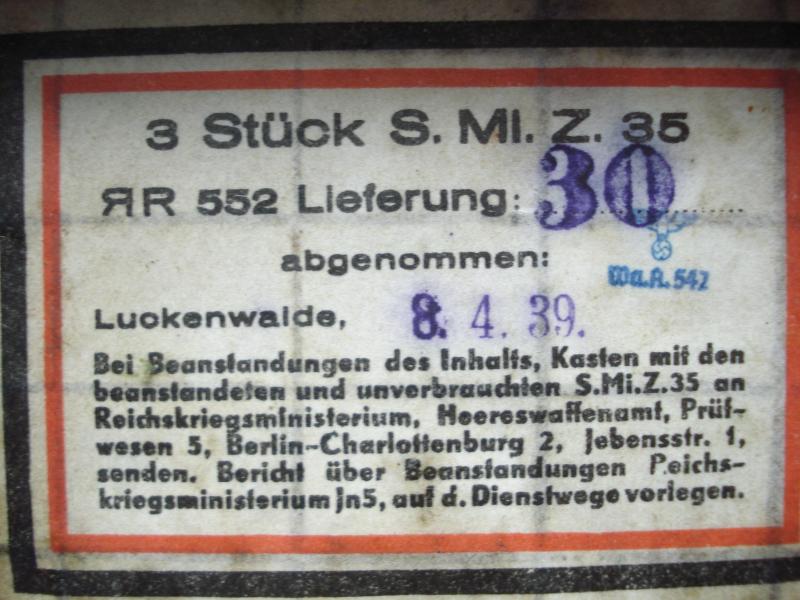 3 Stück S. Mi. Z. 35
RR 552 Lieferung: 30
Wa.A. 542
abgenommen:
Luckenwalde, 8. 4. 39.
Bei Beanstandungen des Inhalts, Kasten mit den
beanstandeten und unverbrauchten S.Mi.Z.35 an
Reichskriegsministerium, Heereswaffenamt, Prüf-
wesen 5, Berlin-Charlottenburg 2, Jebensstr. 1,
senden. Bericht über Beanstandungen Reichs-
kriegsministerium Jn5, auf d. Dienstwege vorlegen.